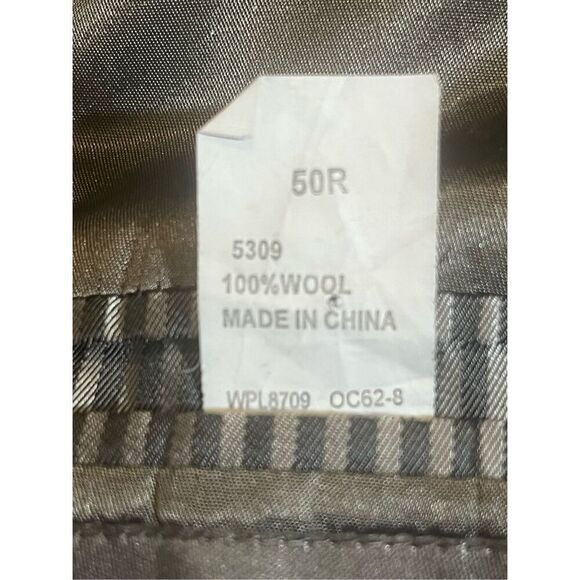 50R
5309
100%WOOL
MADE IN CHINA
WPL8709 OC62-8